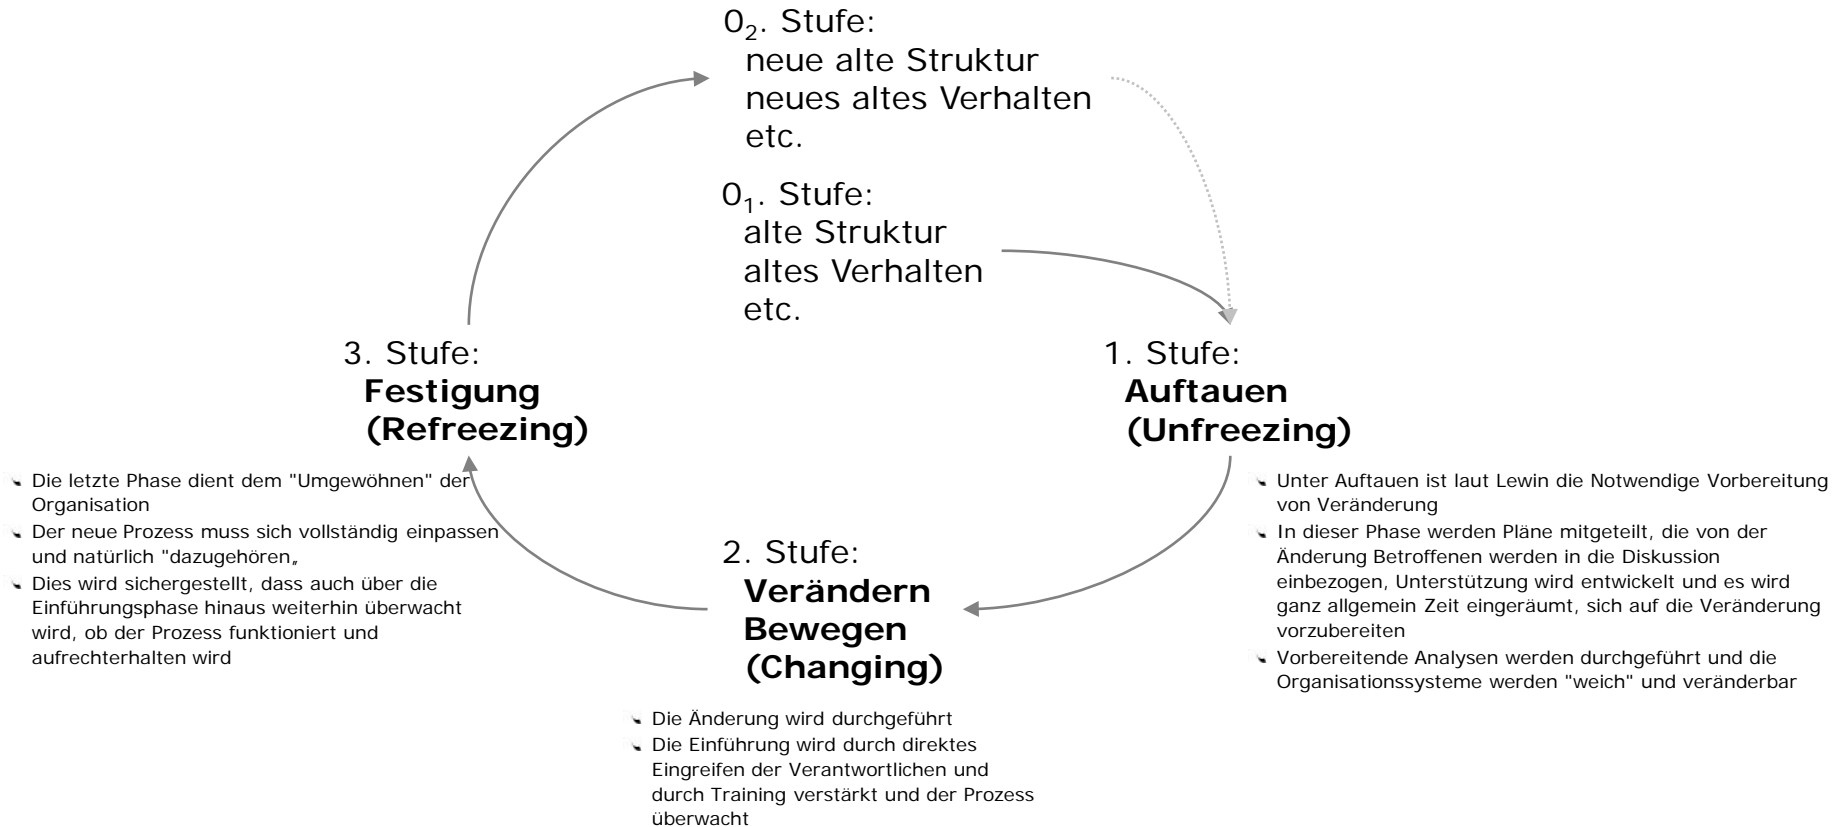 0₂. Stufe:
neue alte Struktur
neues altes Verhalten
etc.
0₁. Stufe:
alte Struktur
altes Verhalten
etc.
1. Stufe:
Auftauen
(Unfreezing)
Unter Auftauen ist laut Lewin die Notwendige Vorbereitung
von Veränderung
In dieser Phase werden Pläne mitgeteilt, die von der
Änderung Betroffenen werden in die Diskussion
einbezogen, Unterstützung wird entwickelt und es wird
ganz allgemein Zeit eingeräumt, sich auf die Veränderung
vorzubereiten
Vorbereitende Analysen werden durchgeführt und die
Organisationssysteme werden "weich" und veränderbar
2. Stufe:
Verändern
Bewegen
(Changing)
Die Änderung wird durchgeführt
Die Einführung wird durch direktes
Eingreifen der Verantwortlichen und
durch Training verstärkt und der Prozess
überwacht
3. Stufe:
Festigung
(Refreezing)
Die letzte Phase dient dem "Umgewöhnen" der
Organisation
Der neue Prozess muss sich vollständig einpassen
und natürlich "dazugehören„
Dies wird sichergestellt, dass auch über die
Einführungsphase hinaus weiterhin überwacht
wird, ob der Prozess funktioniert und
aufrechterhalten wird